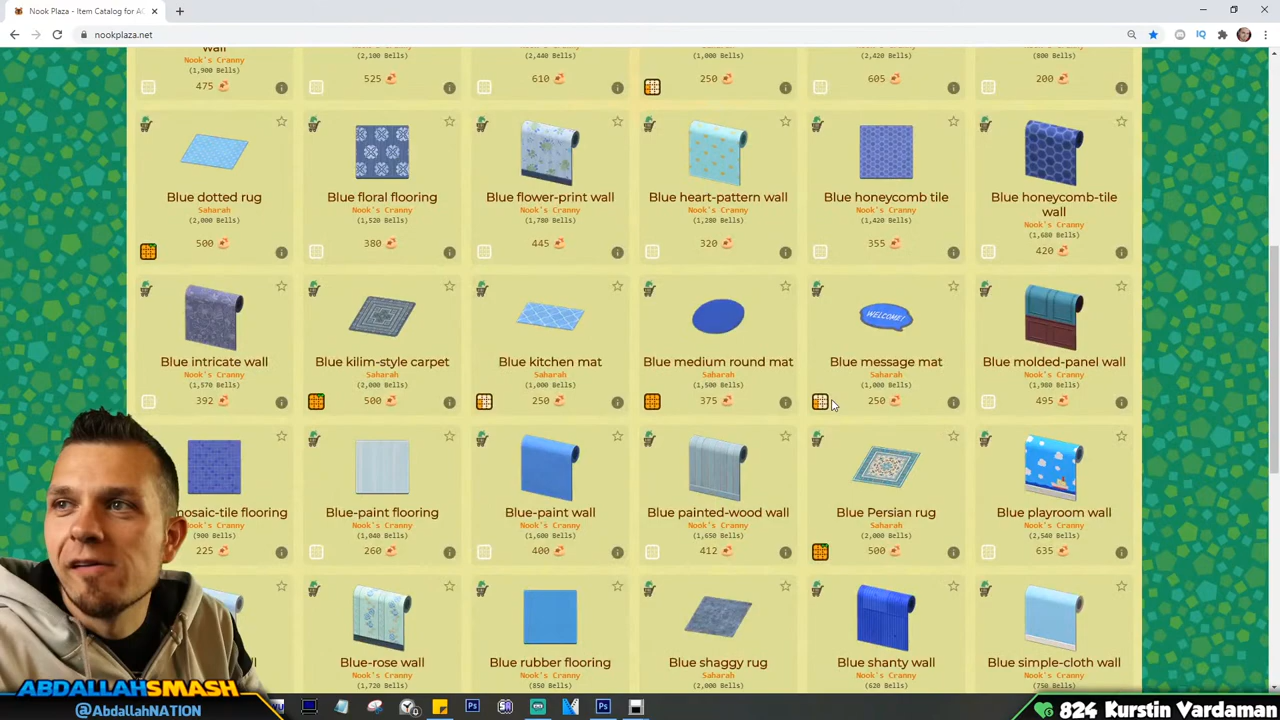 Nook Plaza - Item Catalog for AC
nookplaza.net
wall
Nook's Cranny
(1,900 Bells)
475
(2,100 Bells)
525
(2,440 Bells)
610
(1,000 Bells)
250
(2,420 Bells)
605
(800 Bells)
200
Blue dotted rug
Saharah
(2,000 Bells)
500
Blue floral flooring
Nook's Cranny
(1,520 Bells)
380
Blue flower-print wall
Nook's Cranny
(1,780 Bells)
445
Blue heart-pattern wall
Nook's Cranny
(1,280 Bells)
320
Blue honeycomb tile
Nook's Cranny
(1,420 Bells)
355
Blue honeycomb-tile
wall
Nook's Cranny
(1,680 Bells)
420
Blue intricate wall
Nook's Cranny
(1,570 Bells)
392
Blue kilim-style carpet
Saharah
(2,000 Bells)
500
Blue kitchen mat
Saharah
(1,000 Bells)
250
Blue medium round mat
Saharah
(1,500 Bells)
375
WELCOME!
Blue message mat
Saharah
(1,000 Bells)
250
Blue molded-panel wall
Nook's Cranny
(1,980 Bells)
495
mosaic-tile flooring
Nook's Cranny
(900 Bells)
225
Blue-paint flooring
Nook's Cranny
(1,040 Bells)
260
Blue-paint wall
Nook's Cranny
(1,600 Bells)
400
Blue painted-wood wall
Nook's Cranny
(1,650 Bells)
412
Blue Persian rug
Saharah
(2,000 Bells)
500
Blue playroom wall
Nook's Cranny
(2,540 Bells)
635
Blue-rose wall
Nook's Cranny
(1,720 Bells)
Blue rubber flooring
Nook's Cranny
(850 Bells)
Blue shaggy rug
Saharah
(2,000 Bells)
Blue shanty wall
Nook's Cranny
(620 Bells)
Blue simple-cloth wall
Nook's Cranny
(750 Bells)
ABDALLAHSMASH
@AbdallahNATION
824 Kurstin Vardaman